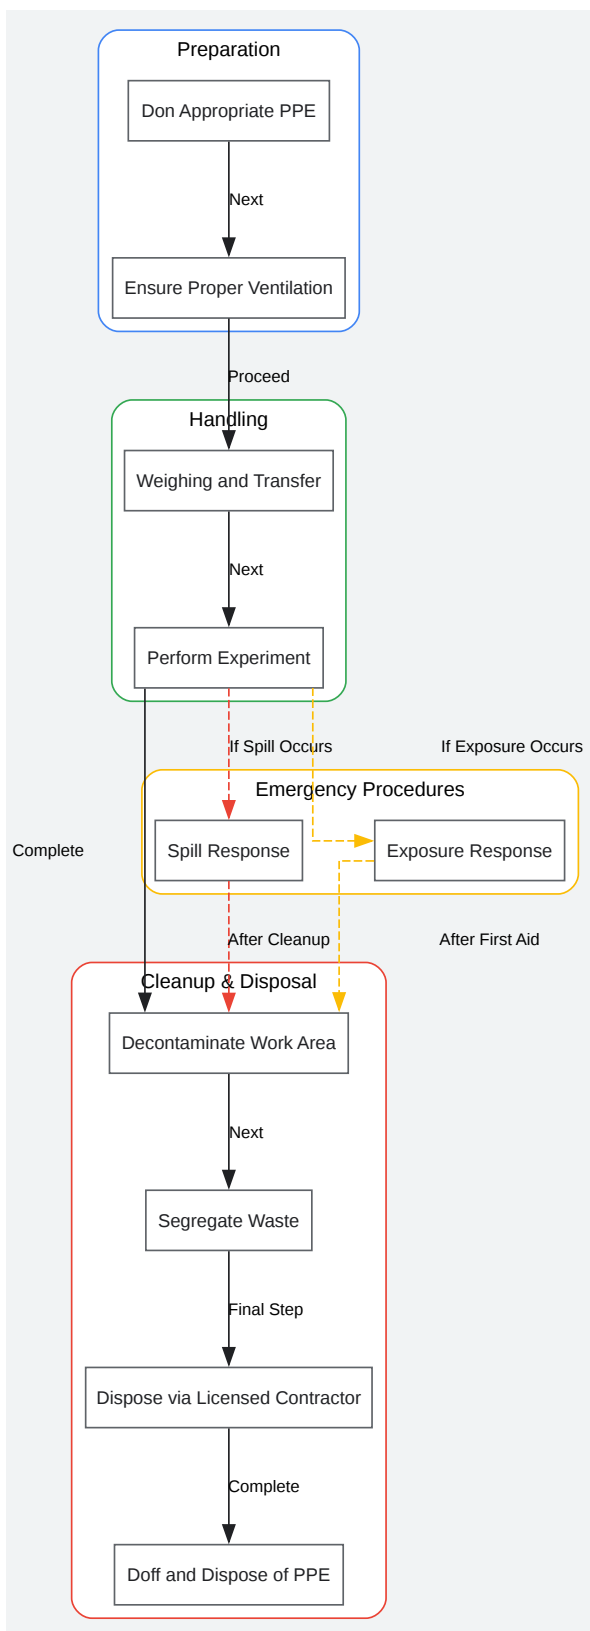 Preparation
Don Appropriate PPE
Next
Ensure Proper Ventilation
Proceed
Handling
Weighing and Transfer
Next
Perform Experiment
If Spill Occurs
If Exposure Occurs
Emergency Procedures
Spill Response
Exposure Response
Complete
After Cleanup
After First Aid
Cleanup & Disposal
Decontaminate Work Area
Next
Segregate Waste
Final Step
Dispose via Licensed Contractor
Complete
Doff and Dispose of PPE